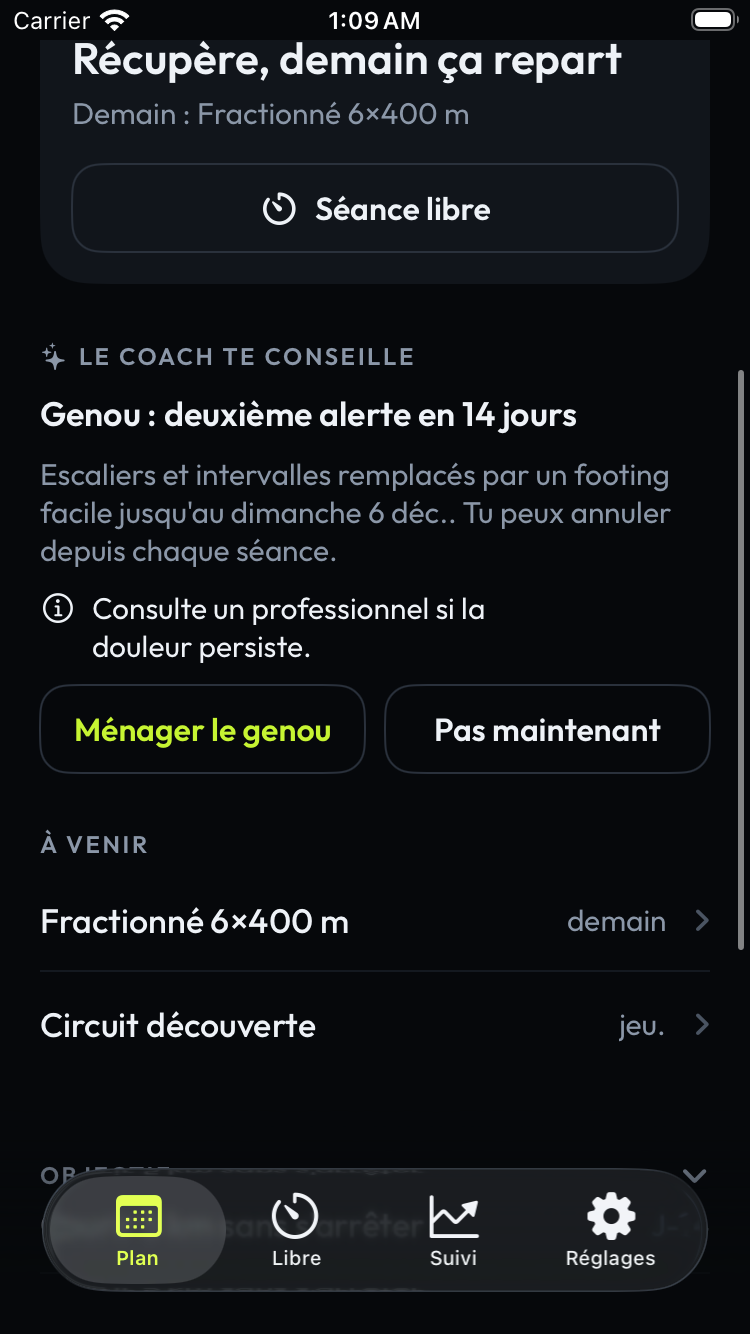 Carrier 1:09 AM
Récupère, demain ça repart
Demain : Fractionné 6×400 m
Séance libre
LE COACH TE CONSEILLE
Genou : deuxième alerte en 14 jours
Escaliers et intervalles remplacés par un footing
facile jusqu'au dimanche 6 déc.. Tu peux annuler
depuis chaque séance.
Consulte un professionnel si la
douleur persiste.
Ménager le genou Pas maintenant
À VENIR
Fractionné 6×400 m demain
Circuit découverte jeu.
sans s'arrêter
Plan Libre Suivi Réglages